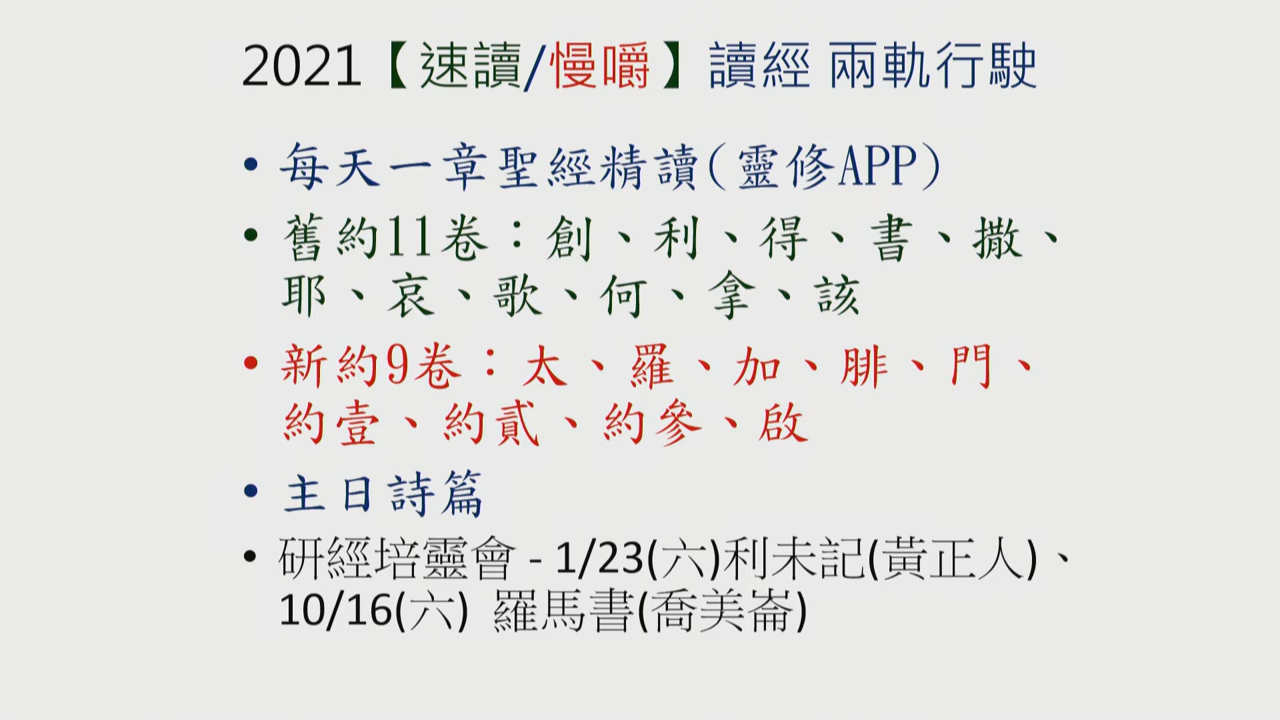 2021【速讀/慢嚼】讀經 兩軌行駛
• 每天一章聖經精讀(靈修APP)
• 舊約11卷：創、利、得、書、撒、
耶、哀、歌、何、拿、該
• 新約9卷：太、羅、加、腓、門、
約壹、約貳、約參、啟
• 主日詩篇
• 研經培靈會 - 1/23(六)利未記(黃正人)、
10/16(六) 羅馬書(喬美崙)